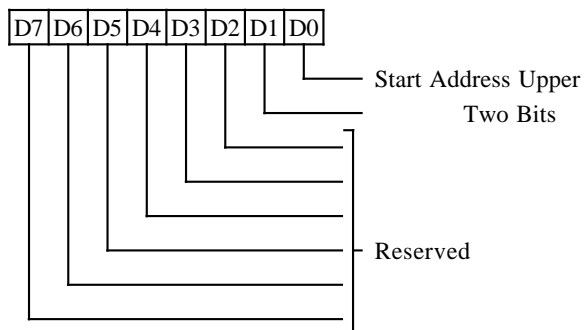 D7 D6 D5 D4 D3 D2 D1 D0
Start Address Upper
Two Bits
Reserved